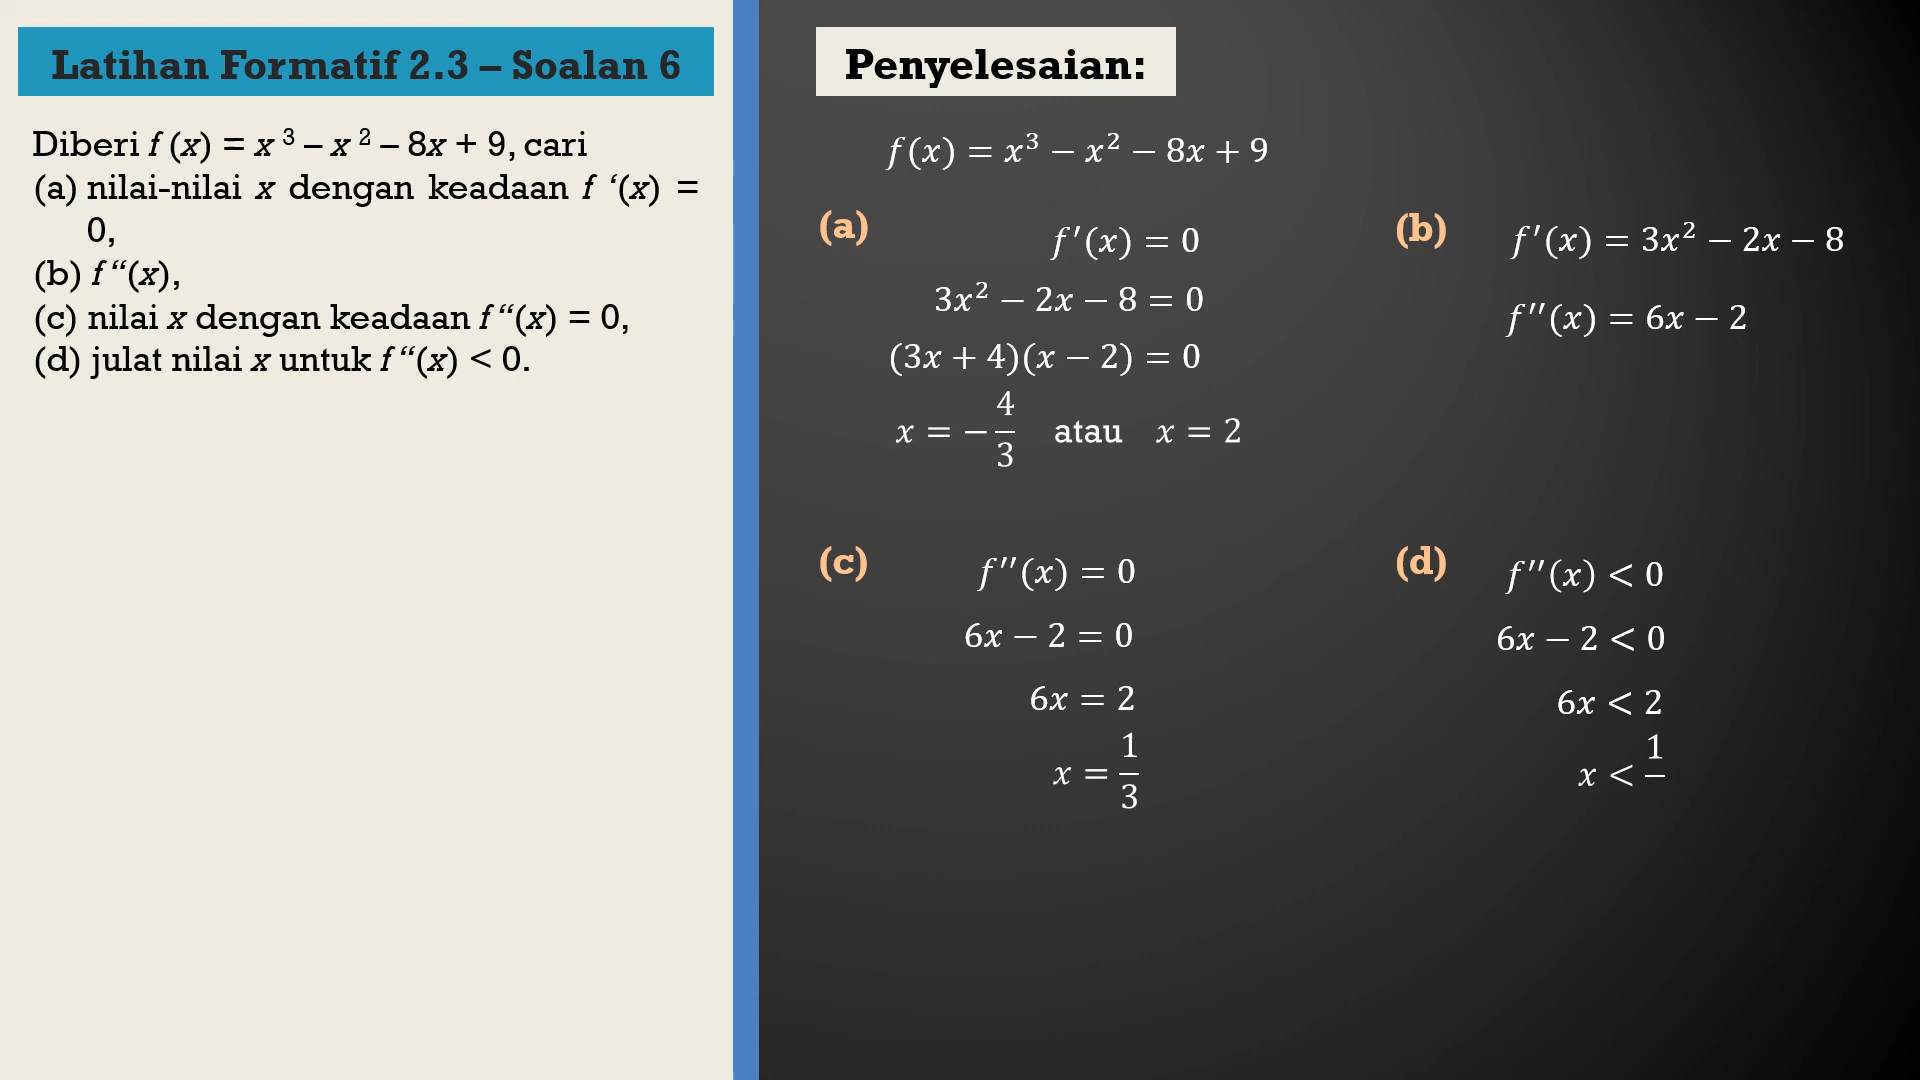 Latihan Formatif 2.3 – Soalan 6
Diberi f (x) = x ³ – x ² – 8x + 9, cari
(a) nilai-nilai x dengan keadaan f ‘(x) =
0,
(b) f “(x),
(c) nilai x dengan keadaan f “(x) = 0,
(d) julat nilai x untuk f “(x) < 0.
Penyelesaian:
f(x) = x³ − x² − 8x + 9
(a)
f′(x) = 0
3x² − 2x − 8 = 0
(3x + 4)(x − 2) = 0
x = −4/3 atau x = 2
(b)
f′(x) = 3x² − 2x − 8
f′′(x) = 6x − 2
(c)
f′′(x) = 0
6x − 2 = 0
6x = 2
x = 1/3
(d)
f′′(x) < 0
6x − 2 < 0
6x < 2
x < 1/